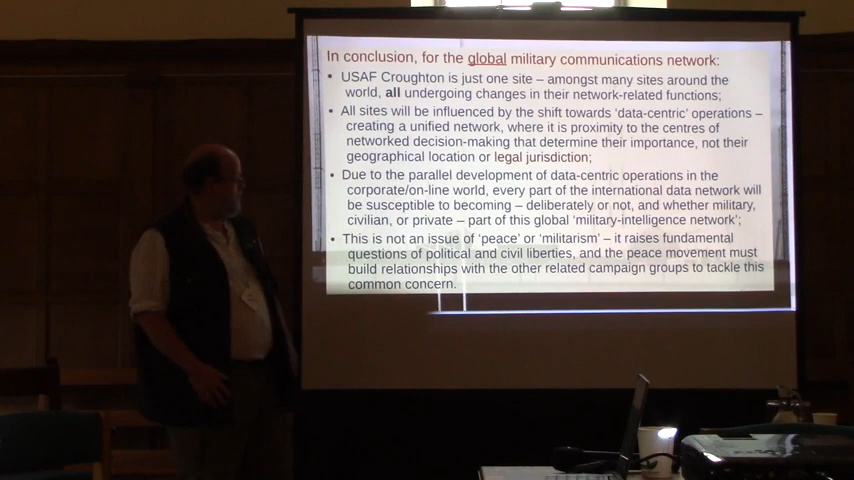 In conclusion, for the global military communications network:
• USAF Croughton is just one site – amongst many sites around the
world, all undergoing changes in their network-related functions;
• All sites will be influenced by the shift towards ‘data-centric’ operations –
creating a unified network, where it is proximity to the centres of
networked decision-making that determine their importance, not their
geographical location or legal jurisdiction;
• Due to the parallel development of data-centric operations in the
corporate/on-line world, every part of the international data network will
be susceptible to becoming – deliberately or not, and whether military,
civilian, or private – part of this global ‘military-intelligence network’;
• This is not an issue of ‘peace’ or ‘militarism’ – it raises fundamental
questions of political and civil liberties, and the peace movement must
build relationships with the other related campaign groups to tackle this
common concern.